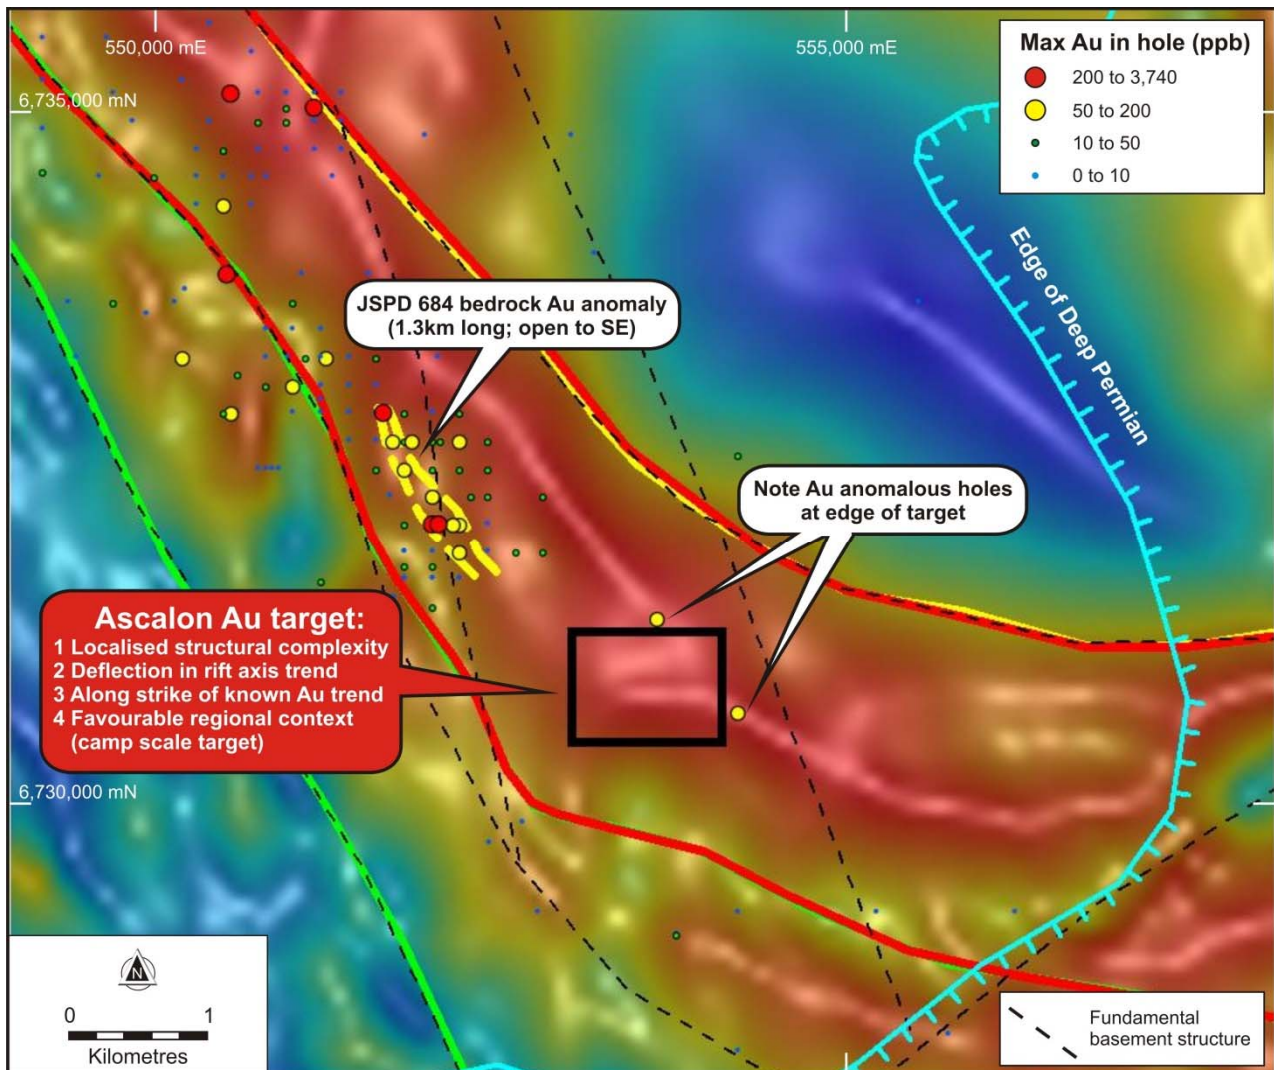 550,000 mE
555,000 mE
6,735,000 mN
Max Au in hole (ppb)
200 to 3,740
50 to 200
10 to 50
0 to 10
Edge of Deep Permian
JSPD 684 bedrock Au anomaly
(1.3km long; open to SE)
Note Au anomalous holes
at edge of target
Ascalon Au target:
1 Localised structural complexity
2 Deflection in rift axis trend
3 Along strike of known Au trend
4 Favourable regional context
(camp scale target)
6,730,000 mN
N
0 1
Kilometres
Fundamental
basement structure